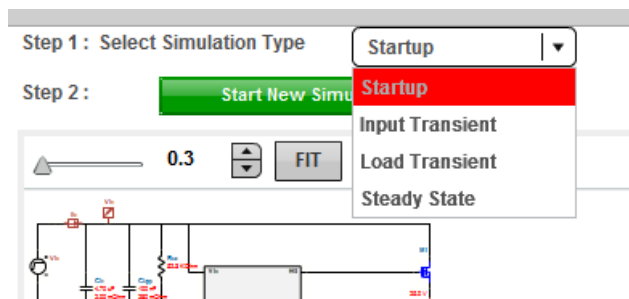 Step 1 : Select Simulation Type
Startup
Step 2 :
Start New Simu
Startup
Input Transient
Load Transient
Steady State
0.3
FIT